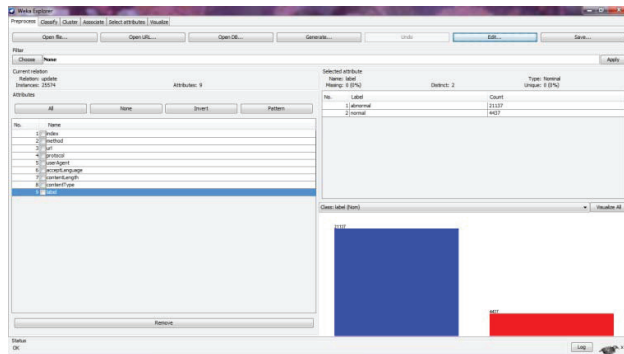 Weka Explorer
Preprocess Classify Cluster Associate Select attributes Visualize
Open file... Open URL... Open DB... Generate... Undo Edit... Save...
Filter
Choose None Apply
Current relation
Relation: update
Instances: 25574 Attributes: 9
Attributes
All None Invert Pattern
No. Name
1 index
2 method
3 url
4 protocol
5 userAgent
6 acceptLanguage
7 contentLength
8 contentType
9 label
Remove
Selected attribute
Name: label Type: Nominal
Missing: 0 (0%) Distinct: 2 Unique: 0 (0%)
No. Label Count
1 abnormal 21137
2 normal 4437
Class: label (Nom) Visualize All
21137
4437
Status
OK Log x